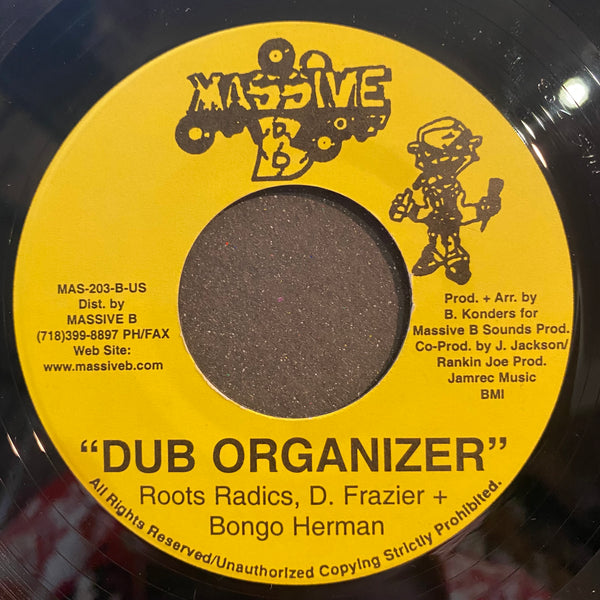 MASSIVE
B
MAS-203-B-US
Dist. by
MASSIVE B
(718)399-8897 PH/FAX
Web Site:
www.massiveb.com
Prod. + Arr. by
B. Konders for
Massive B Sounds Prod.
Co-Prod. by J. Jackson/
Rankin Joe Prod.
Jamrec Music
BMI
"DUB ORGANIZER"
Roots Radics, D. Frazier +
Bongo Herman
All Rights Reserved/Unauthorized Copying Strictly Prohibited.